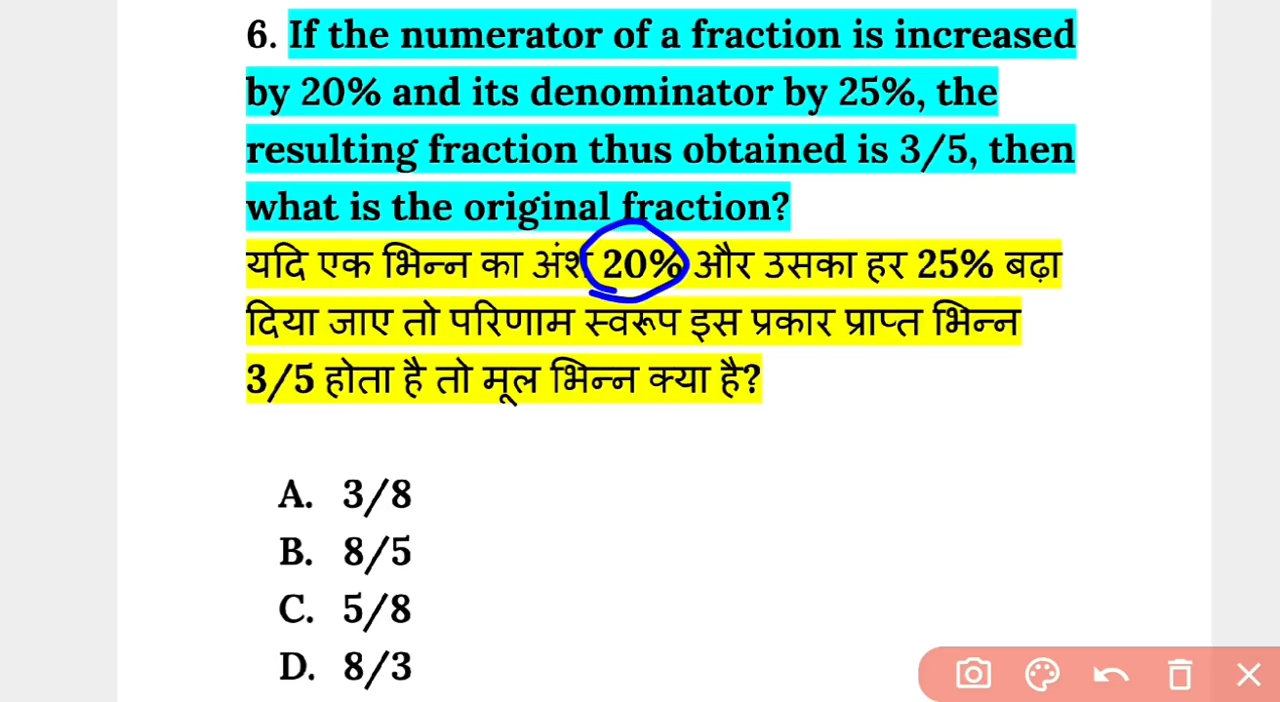 6. If the numerator of a fraction is increased
by 20% and its denominator by 25%, the
resulting fraction thus obtained is 3/5, then
what is the original fraction?
यदि एक भिन्न का अंश 20% और उसका हर 25% बढ़ा
दिया जाए तो परिणाम स्वरूप इस प्रकार प्राप्त भिन्न
3/5 होता है तो मूल भिन्न क्या है?
A. 3/8
B. 8/5
C. 5/8
D. 8/3